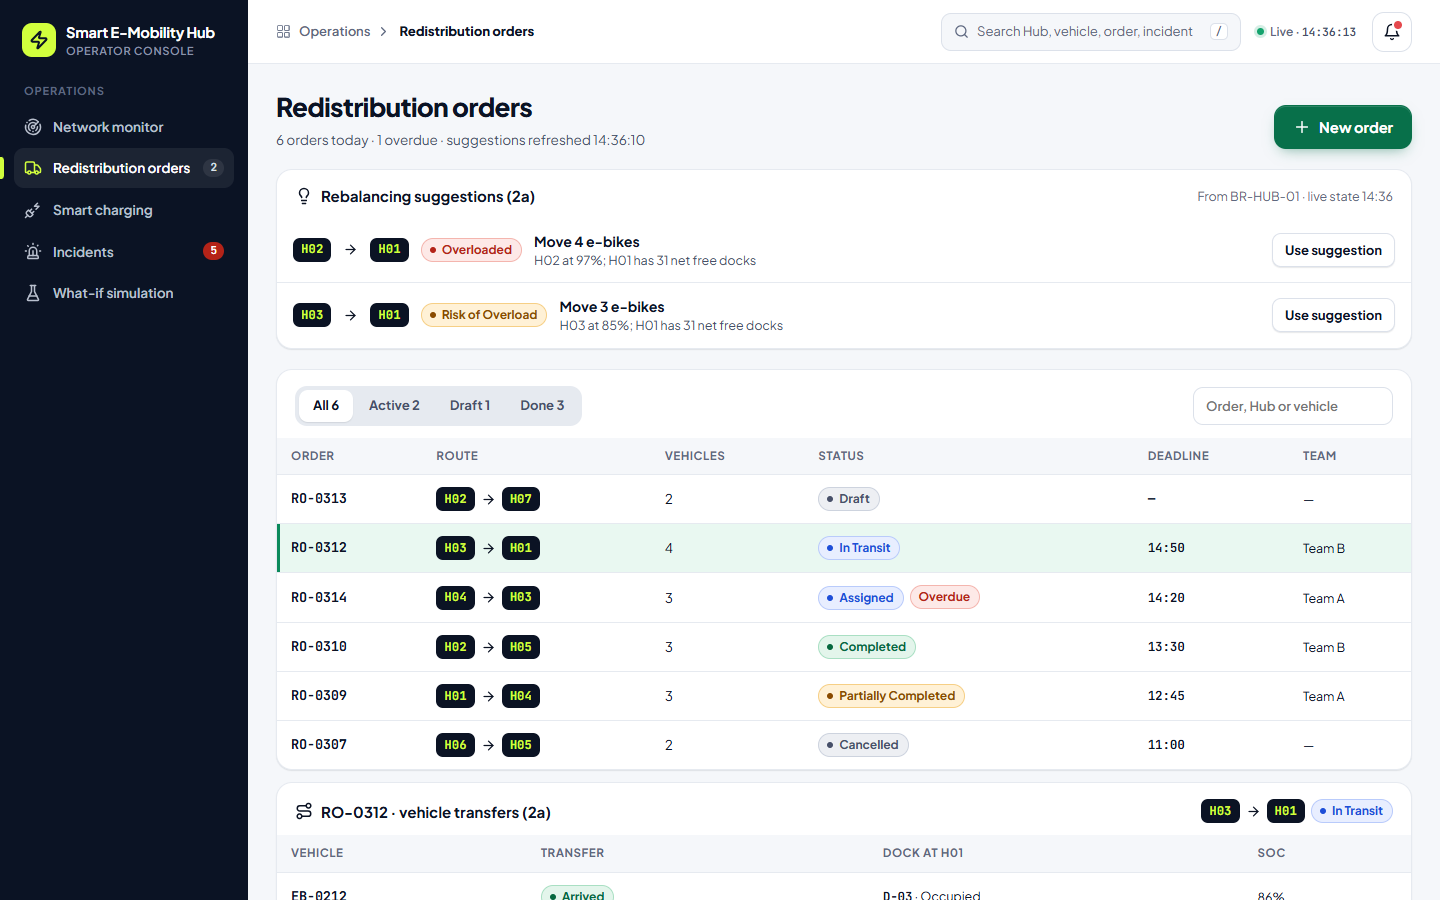 Smart E-Mobility Hub
OPERATOR CONSOLE
OPERATIONS
Network monitor
Redistribution orders 2
Smart charging
Incidents 5
What-if simulation
Operations > Redistribution orders
Search Hub, vehicle, order, incident /
Live · 14:36:13
Redistribution orders
6 orders today · 1 overdue · suggestions refreshed 14:36:10
+ New order
Rebalancing suggestions (2a)
From BR-HUB-01 · live state 14:36
H02 → H01 Overloaded
Move 4 e-bikes
H02 at 97%; H01 has 31 net free docks
Use suggestion
H03 → H01 Risk of Overload
Move 3 e-bikes
H03 at 85%; H01 has 31 net free docks
Use suggestion
All 6 Active 2 Draft 1 Done 3
Order, Hub or vehicle
ORDER ROUTE VEHICLES STATUS DEADLINE TEAM
RO-0313 H02 → H07 2 Draft — —
RO-0312 H03 → H01 4 In Transit 14:50 Team B
RO-0314 H04 → H03 3 Assigned Overdue 14:20 Team A
RO-0310 H02 → H05 3 Completed 13:30 Team B
RO-0309 H01 → H04 3 Partially Completed 12:45 Team A
RO-0307 H06 → H05 2 Cancelled 11:00 —
RO-0312 · vehicle transfers (2a)
H03 → H01 In Transit
VEHICLE TRANSFER DOCK AT H01 SOC
EB-0212 Arrived D-03 · Occupied 86%